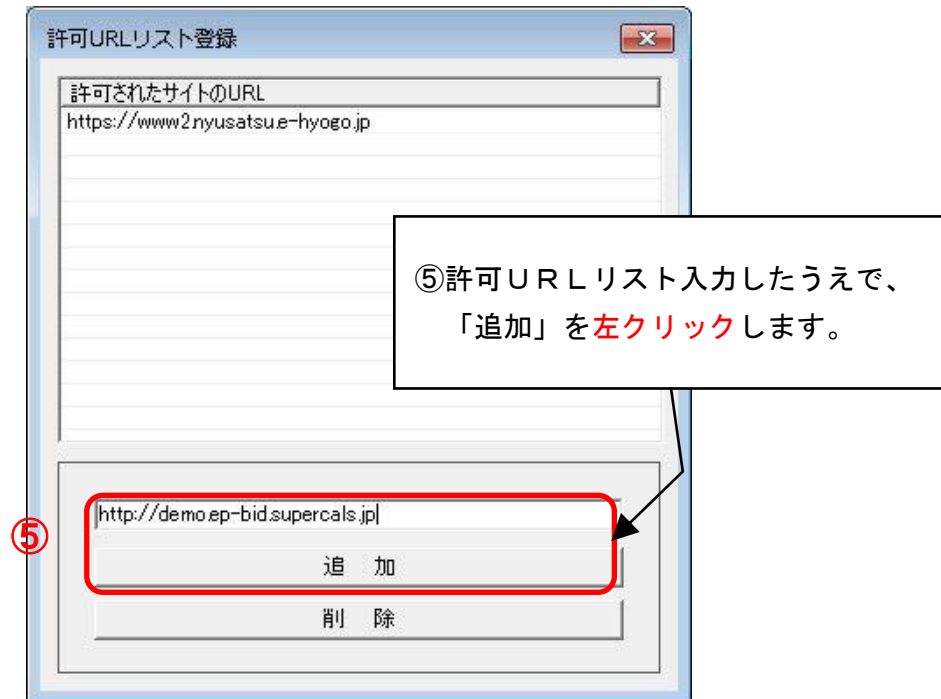 許可URLリスト登録
許可されたサイトのURL
https://www2.nyusatsu.e-hyogo.jp
⑤許可ＵＲＬリスト入力したうえで、
「追加」を左クリックします。
http://demo.ep-bid.supercals.jp
⑤
追 加
削 除